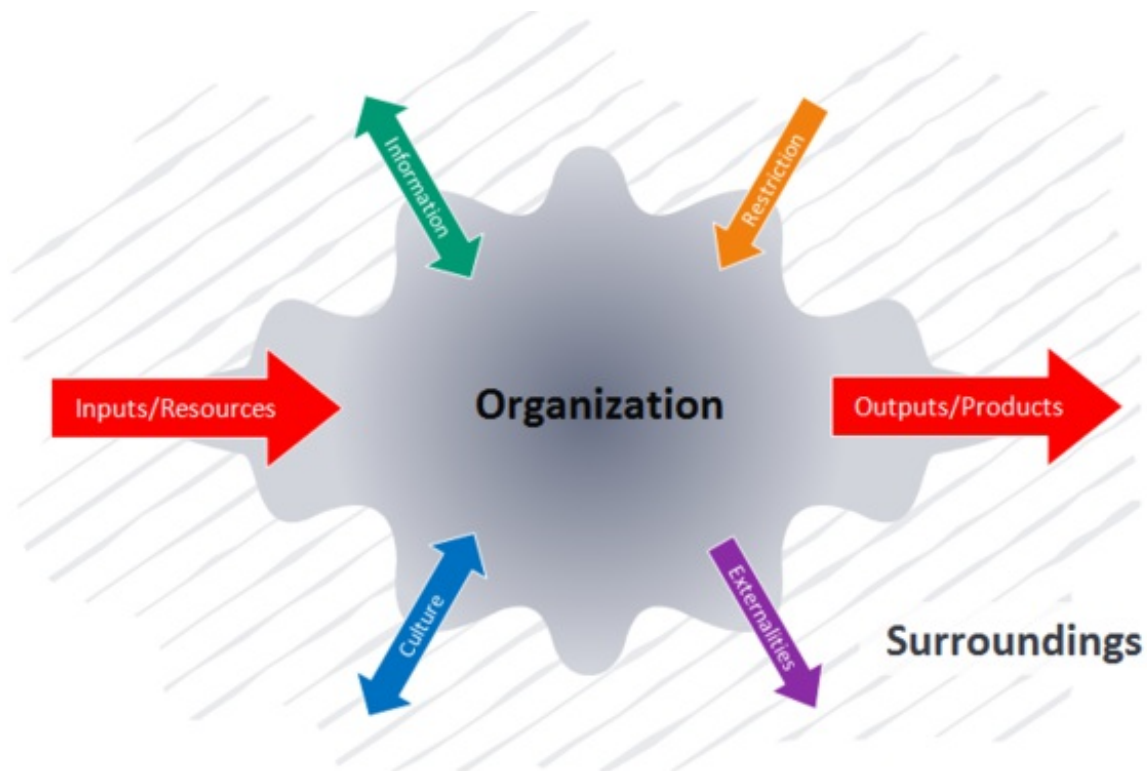 Information
Restriction
Inputs/Resources
Organization
Outputs/Products
Culture
Externalities
Surroundings